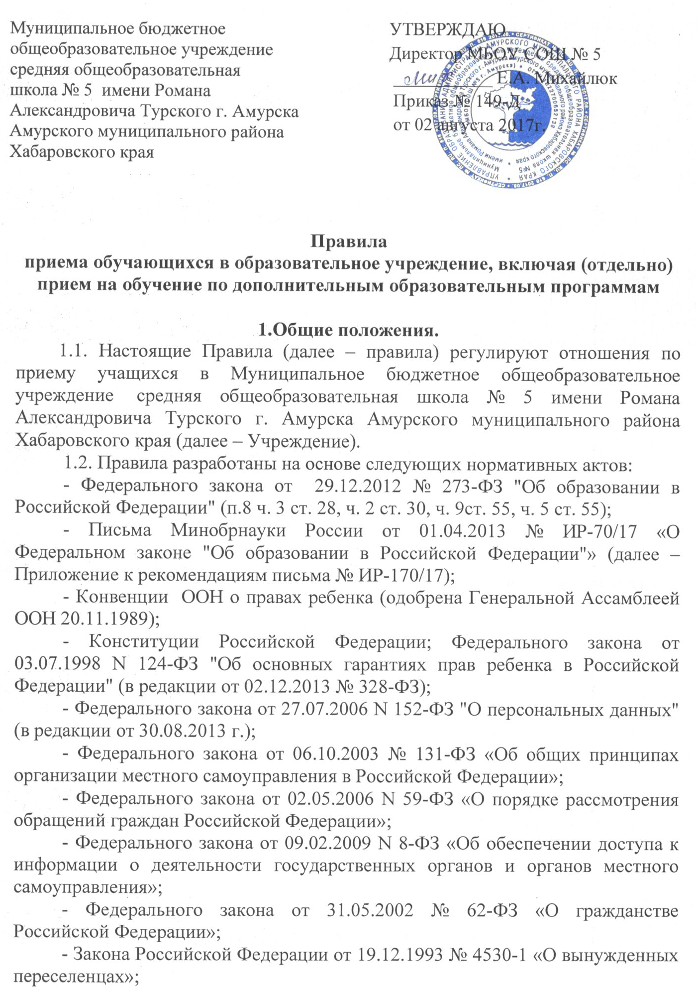 Муниципальное бюджетное
общеобразовательное учреждение
средняя общеобразовательная
школа № 5 имени Романа
Александровича Турского г. Амурска
Амурского муниципального района
Хабаровского края
УТВЕРЖДАЮ
Директор МБОУ СОШ № 5
Е.А. Михайлюк
Приказ № 149-Д
от 02 августа 2017г.
Правила
приема обучающихся в образовательное учреждение, включая (отдельно)
прием на обучение по дополнительным образовательным программам
1.Общие положения.
1.1. Настоящие Правила (далее – правила) регулируют отношения по
приему учащихся в Муниципальное бюджетное общеобразовательное
учреждение средняя общеобразовательная школа № 5 имени Романа
Александровича Турского г. Амурска Амурского муниципального района
Хабаровского края (далее – Учреждение).
1.2. Правила разработаны на основе следующих нормативных актов:
- Федерального закона от 29.12.2012 № 273-ФЗ "Об образовании в
Российской Федерации" (п.8 ч. 3 ст. 28, ч. 2 ст. 30, ч. 9ст. 55, ч. 5 ст. 55);
- Письма Минобрнауки России от 01.04.2013 № ИР-70/17 «О
Федеральном законе "Об образовании в Российской Федерации"» (далее –
Приложение к рекомендациям письма № ИР-170/17);
- Конвенции ООН о правах ребенка (одобрена Генеральной Ассамблеей
ООН 20.11.1989);
- Конституции Российской Федерации; Федерального закона от
03.07.1998 N 124-ФЗ "Об основных гарантиях прав ребенка в Российской
Федерации" (в редакции от 02.12.2013 № 328-ФЗ);
- Федерального закона от 27.07.2006 N 152-ФЗ "О персональных данных"
(в редакции от 30.08.2013 г.);
- Федерального закона от 06.10.2003 № 131-ФЗ «Об общих принципах
организации местного самоуправления в Российской Федерации»;
- Федерального закона от 02.05.2006 N 59-ФЗ «О порядке рассмотрения
обращений граждан Российской Федерации»;
- Федерального закона от 09.02.2009 N 8-ФЗ «Об обеспечении доступа к
информации о деятельности государственных органов и органов местного
самоуправления»;
- Федерального закона от 31.05.2002 № 62-ФЗ «О гражданстве
Российской Федерации»;
- Закона Российской Федерации от 19.12.1993 № 4530-1 «О вынужденных
переселенцах»;